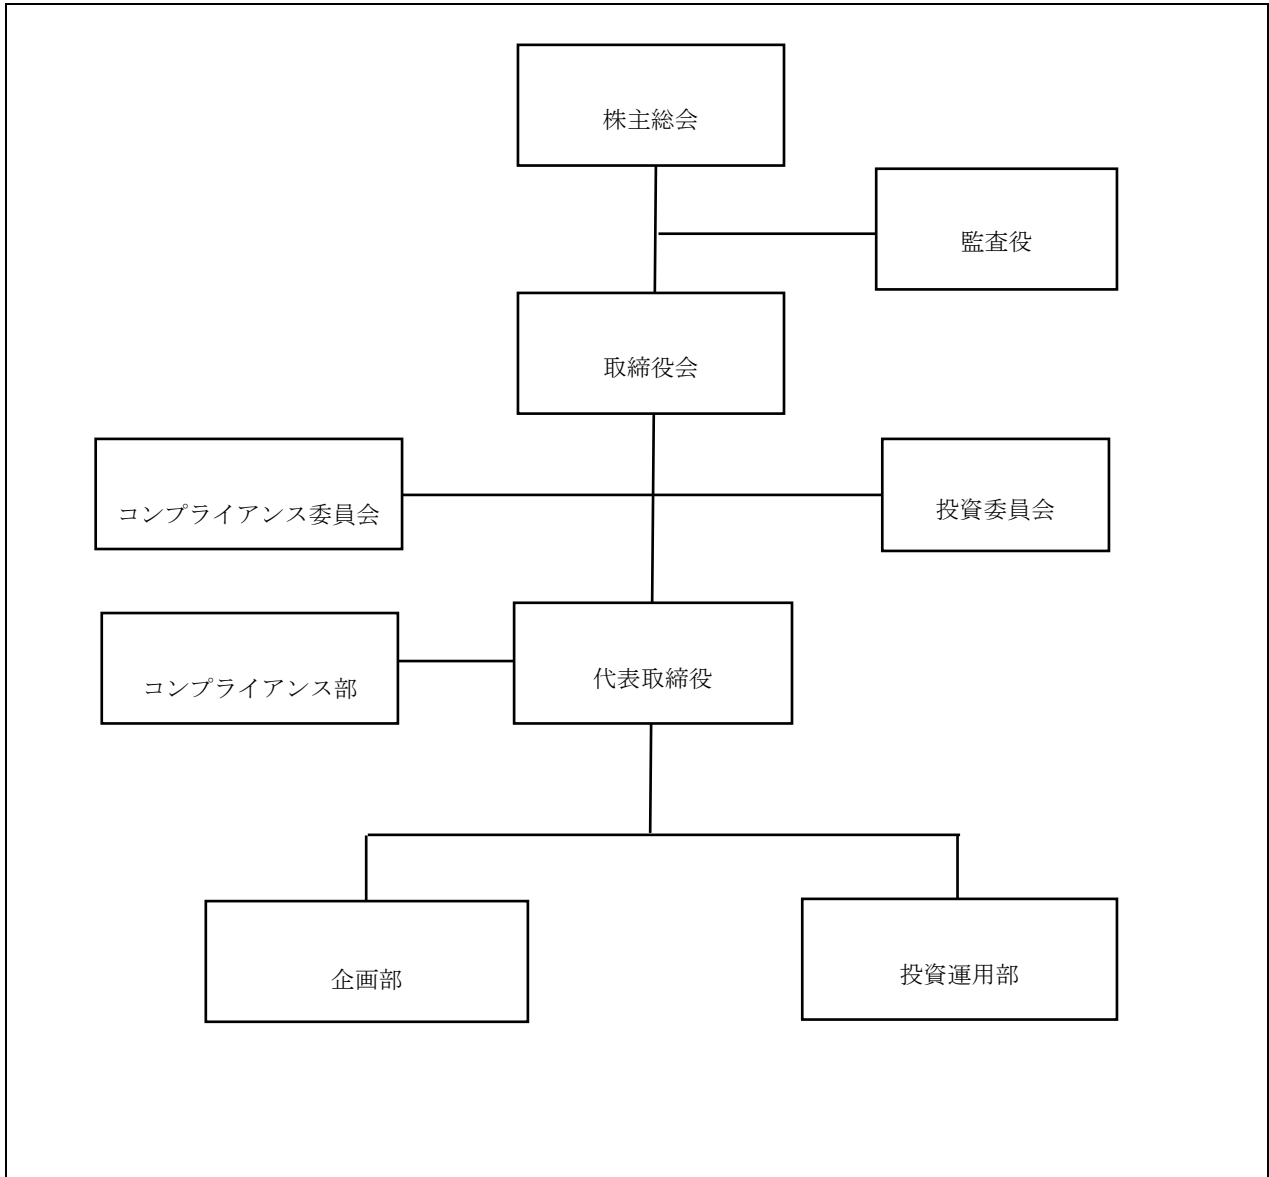 株主総会
監査役
取締役会
コンプライアンス委員会
投資委員会
コンプライアンス部
代表取締役
企画部
投資運用部